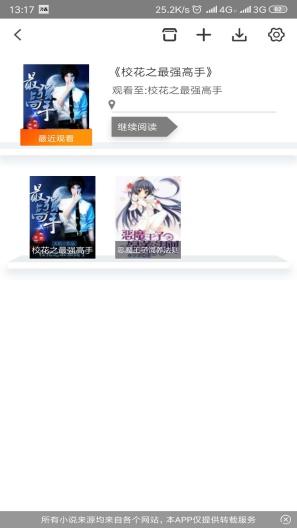 13:17
25.2K/s
4G
3G
82
《校花之最强高手》
观看至:校花之最强高手
继续阅读
最强高手
最近观看
最强高手
校花之最强高手
恶魔王子
恶魔王子饲养法则
所有小说来源均来自各个网站，本APP仅提供转载服务